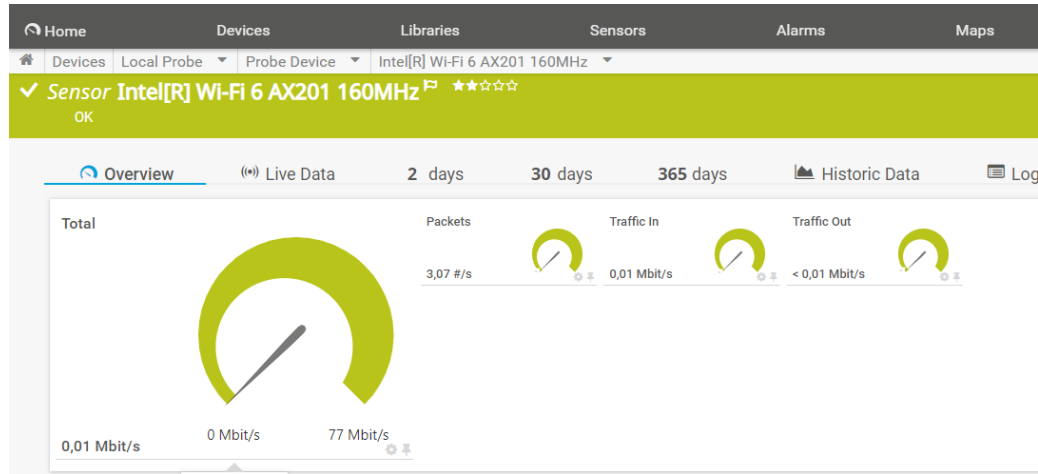 Home Devices Libraries Sensors Alarms Maps
Devices Local Probe Probe Device Intel[R] Wi-Fi 6 AX201 160MHz
Sensor Intel[R] Wi-Fi 6 AX201 160MHz
OK
Overview Live Data 2 days 30 days 365 days Historic Data Log
Total Packets Traffic In Traffic Out
3,07 #/s 0,01 Mbit/s < 0,01 Mbit/s
0 Mbit/s 77 Mbit/s
0,01 Mbit/s